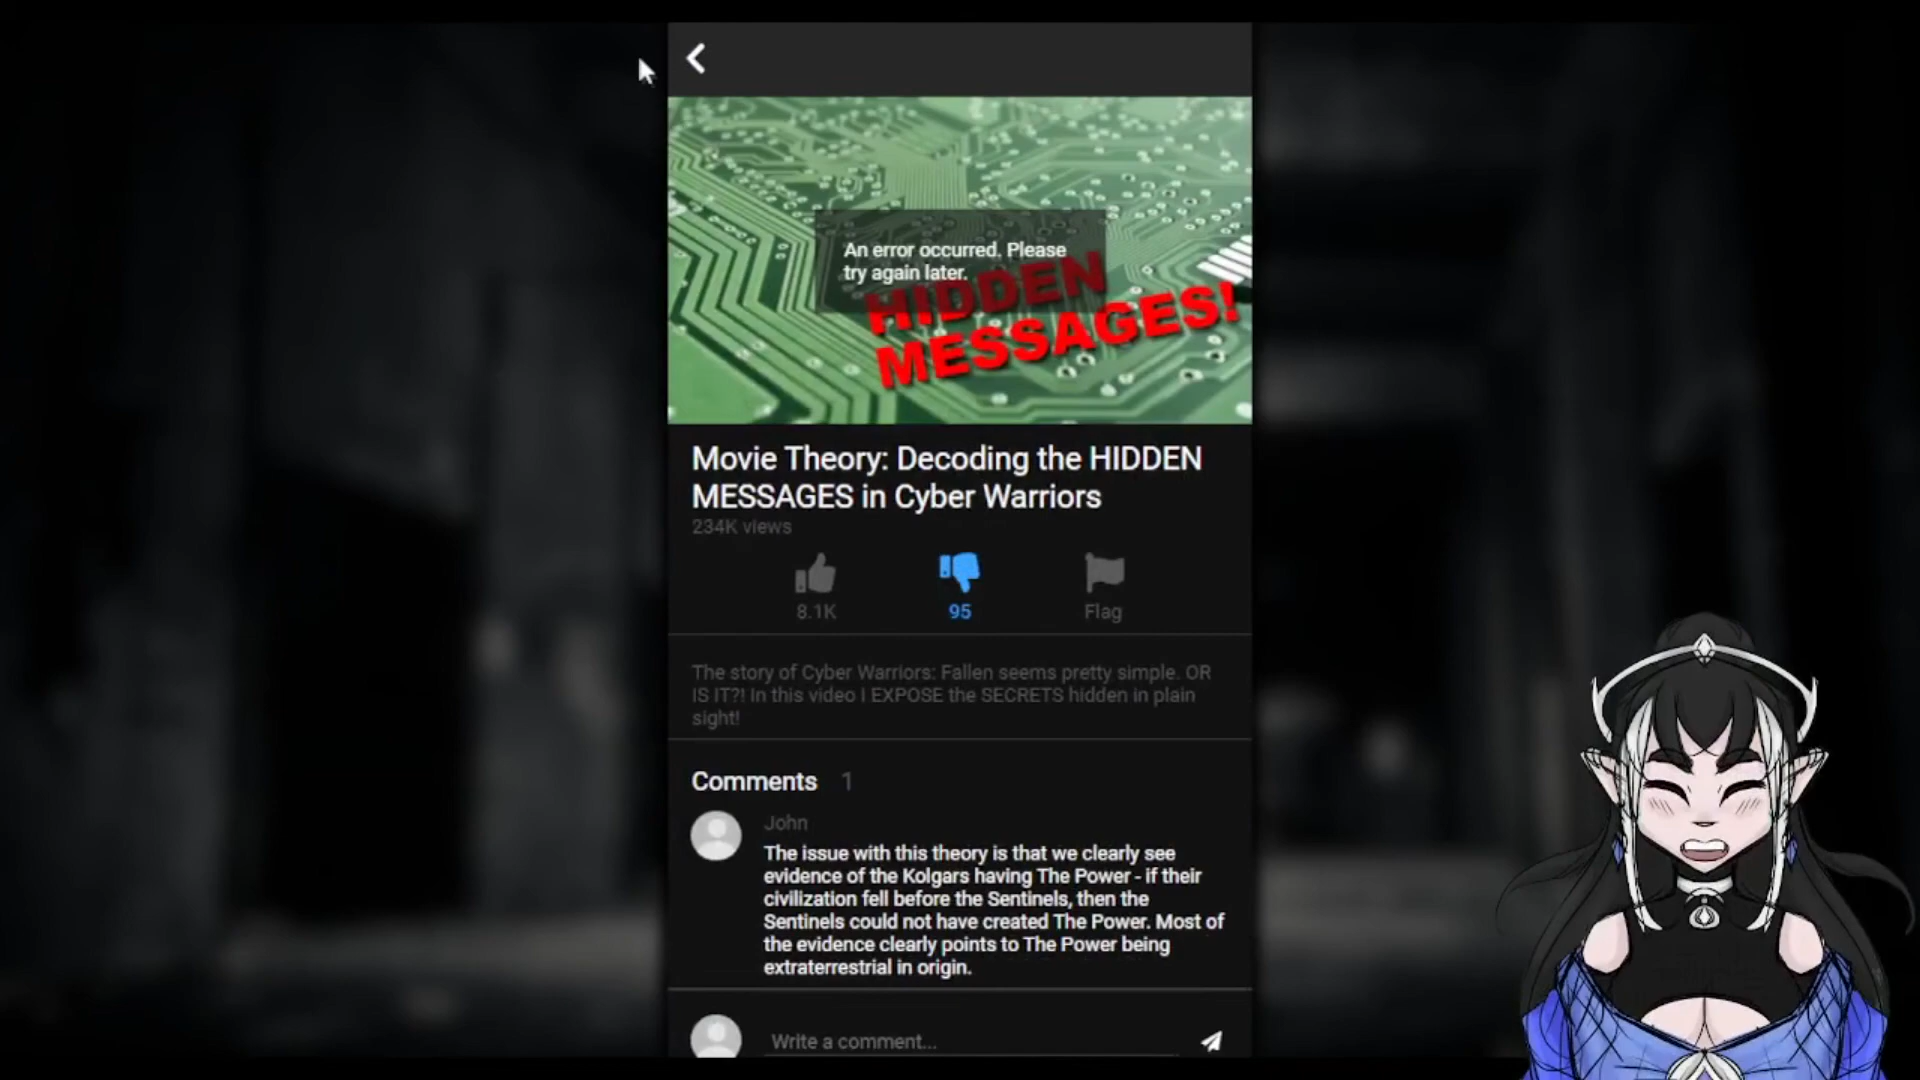 An error occurred. Please
try again later.
HIDDEN
MESSAGES!
Movie Theory: Decoding the HIDDEN
MESSAGES in Cyber Warriors
234K views
8.1K
95
Flag
The story of Cyber Warriors: Fallen seems pretty simple. OR
IS IT?! In this video I EXPOSE the SECRETS hidden in plain
sight!
Comments 1
John
The issue with this theory is that we clearly see
evidence of the Kolgars having The Power - if their
civilization fell before the Sentinels, then the
Sentinels could not have created The Power. Most of
the evidence clearly points to The Power being
extraterrestrial in origin.
Write a comment...